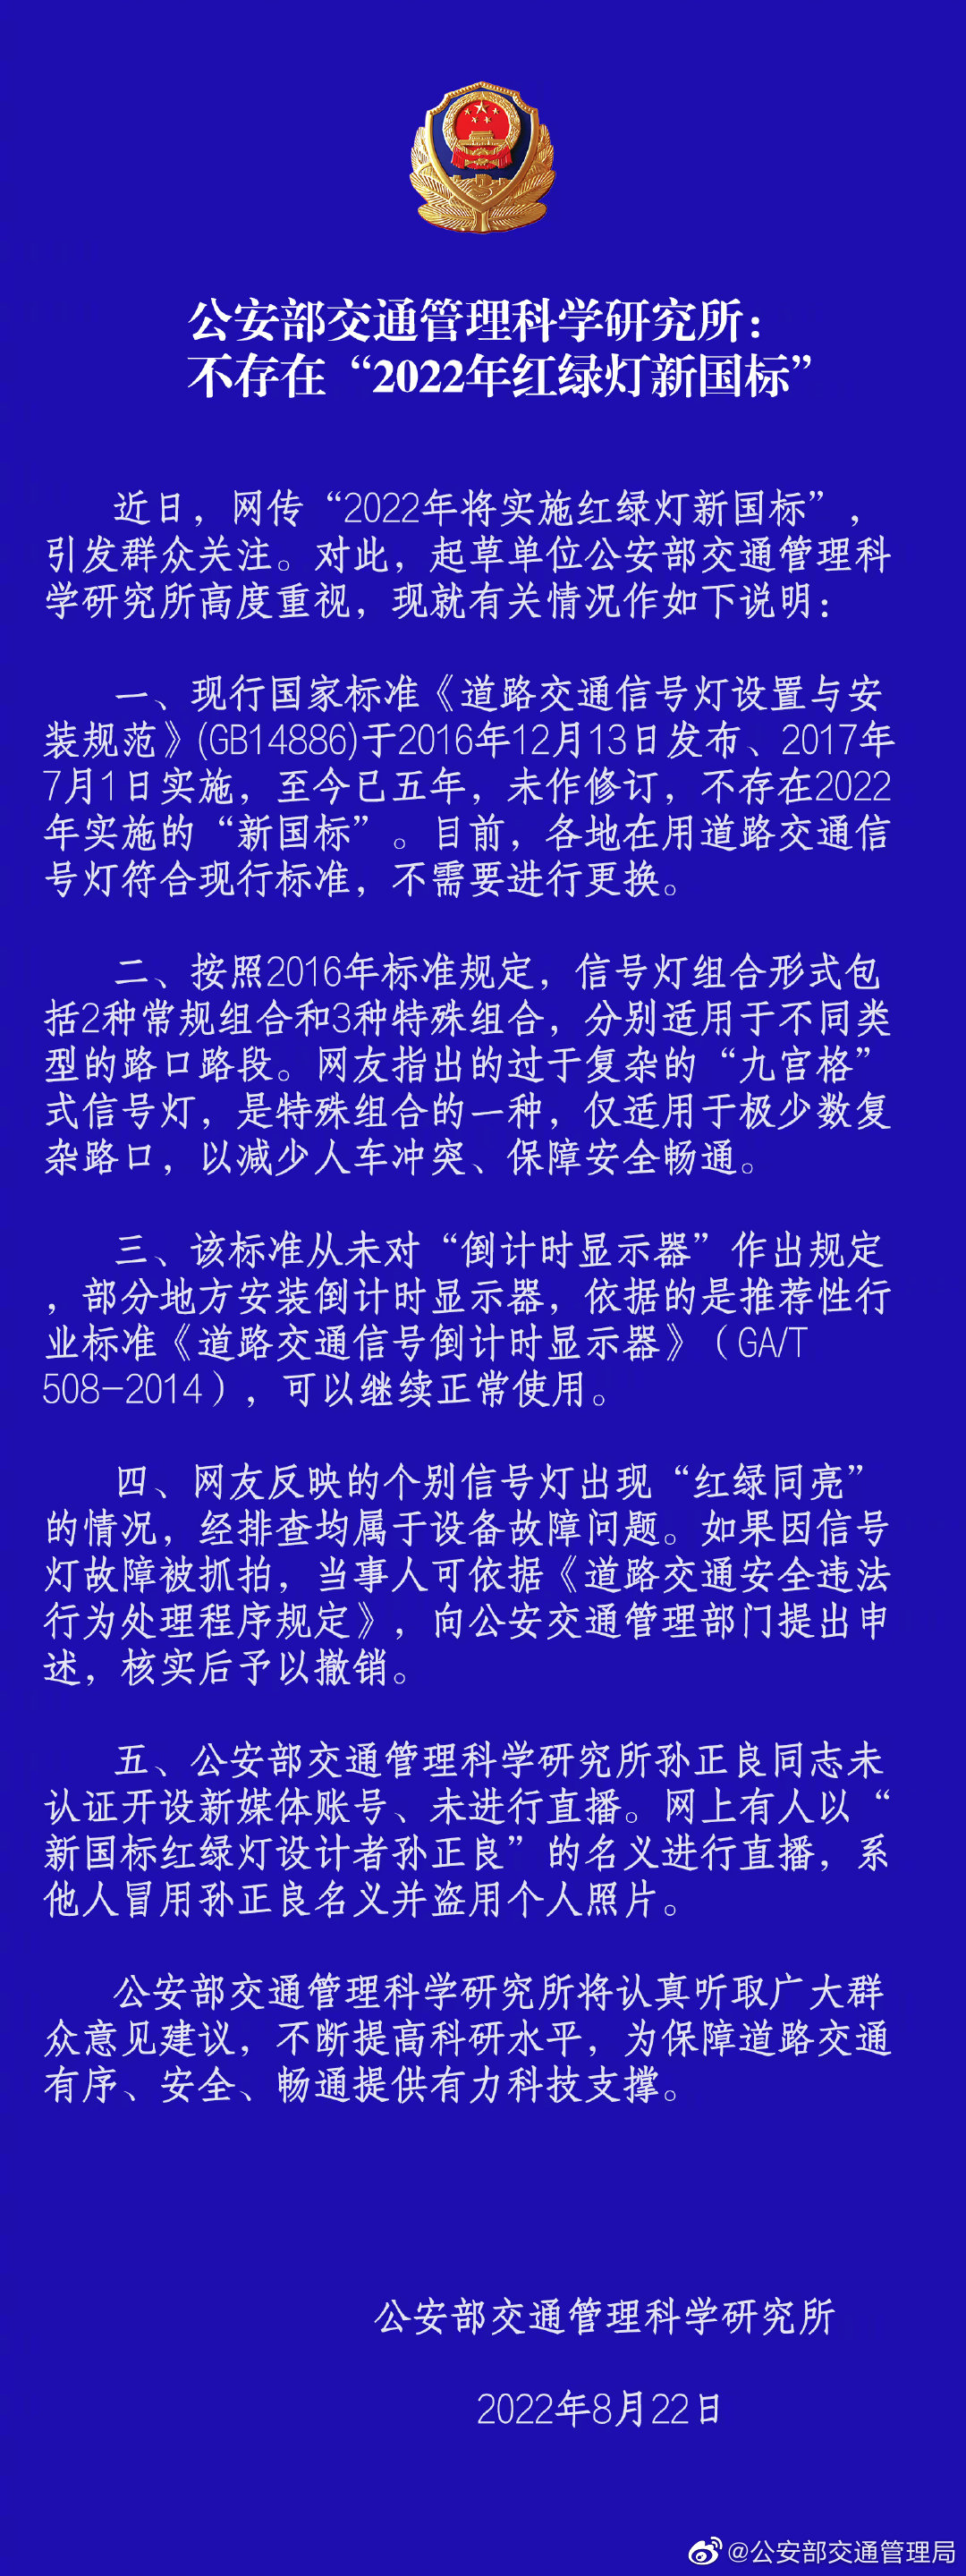 公安部交通管理科学研究所：
不存在“2022年红绿灯新国标”
近日，网传“2022年将实施红绿灯新国标”，
引发群众关注。对此，起草单位公安部交通管理科
学研究所高度重视，现就有关情况作如下说明：
一、现行国家标准《道路交通信号灯设置与安
装规范》(GB14886)于2016年12月13日发布、2017年
7月1日实施，至今已五年，未作修订，不存在2022
年实施的“新国标”。目前，各地在用道路交通信
号灯符合现行标准，不需要进行更换。
二、按照2016年标准规定，信号灯组合形式包
括2种常规组合和3种特殊组合，分别适用于不同类
型的路口路段。网友指出的过于复杂的“九宫格”
式信号灯，是特殊组合的一种，仅适用于极少数复
杂路口，以减少人车冲突、保障安全畅通。
三、该标准从未对“倒计时显示器”作出规定
，部分地方安装倒计时显示器，依据的是推荐性行
业标准《道路交通信号倒计时显示器》（GA/T
508-2014），可以继续正常使用。
四、网友反映的个别信号灯出现“红绿同亮”
的情况，经排查均属于设备故障问题。如果因信号
灯故障被抓拍，当事人可依据《道路交通安全违法
行为处理程序规定》，向公安交通管理部门提出申
述，核实后予以撤销。
五、公安部交通管理科学研究所孙正良同志未
认证开设新媒体账号、未进行直播。网上有人以“
新国标红绿灯设计者孙正良”的名义进行直播，系
他人冒用孙正良名义并盗用个人照片。
公安部交通管理科学研究所将认真听取广大群
众意见建议，不断提高科研水平，为保障道路交通
有序、安全、畅通提供有力科技支撑。
公安部交通管理科学研究所
2022年8月22日
@公安部交通管理局